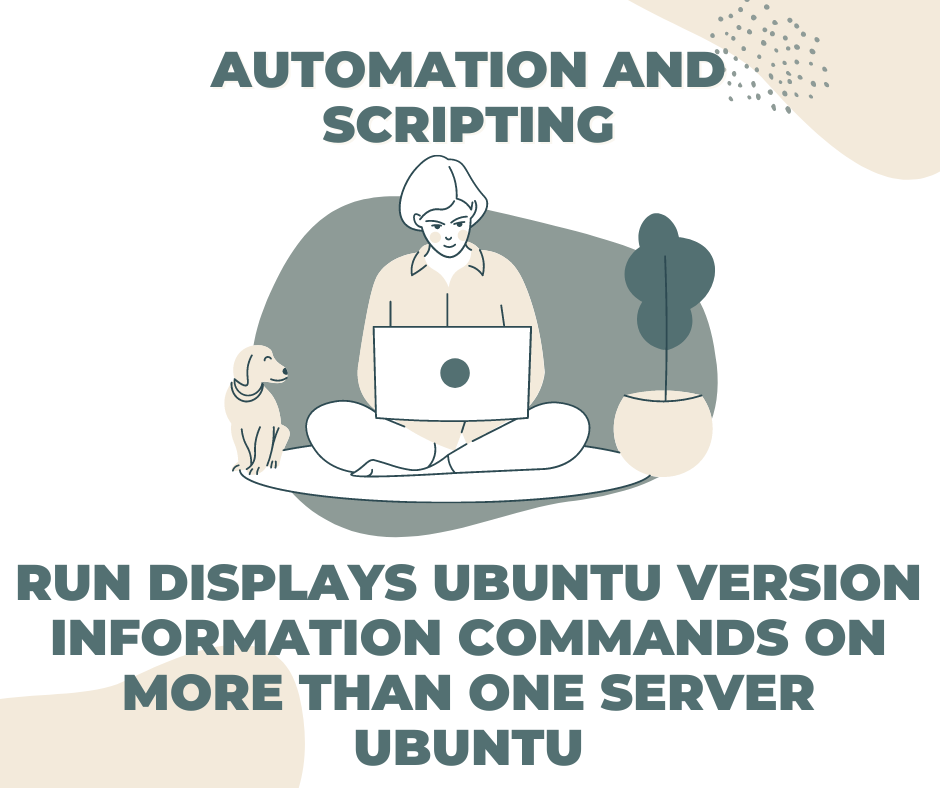 AUTOMATION AND
SCRIPTING
RUN DISPLAYS UBUNTU VERSION
INFORMATION COMMANDS ON
MORE THAN ONE SERVER
UBUNTU